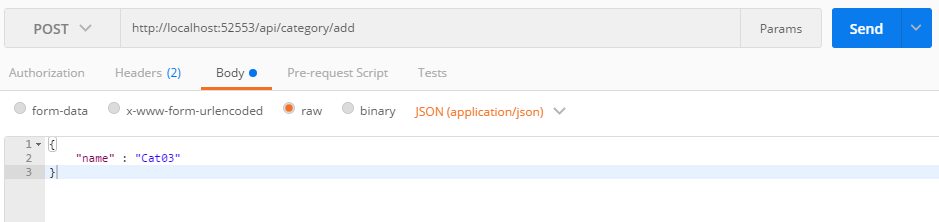 POST http://localhost:52553/api/category/add Params Send
Authorization Headers (2) Body Pre-request Script Tests
form-data x-www-form-urlencoded raw binary JSON (application/json)
1 {
2 "name" : "Cat03"
3 }